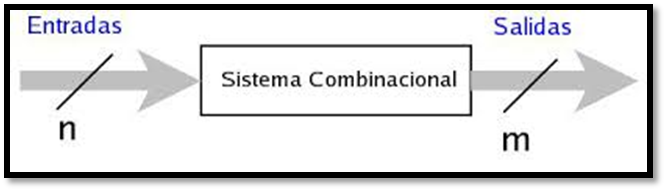 Entradas
Salidas
Sistema Combinacional
n
m